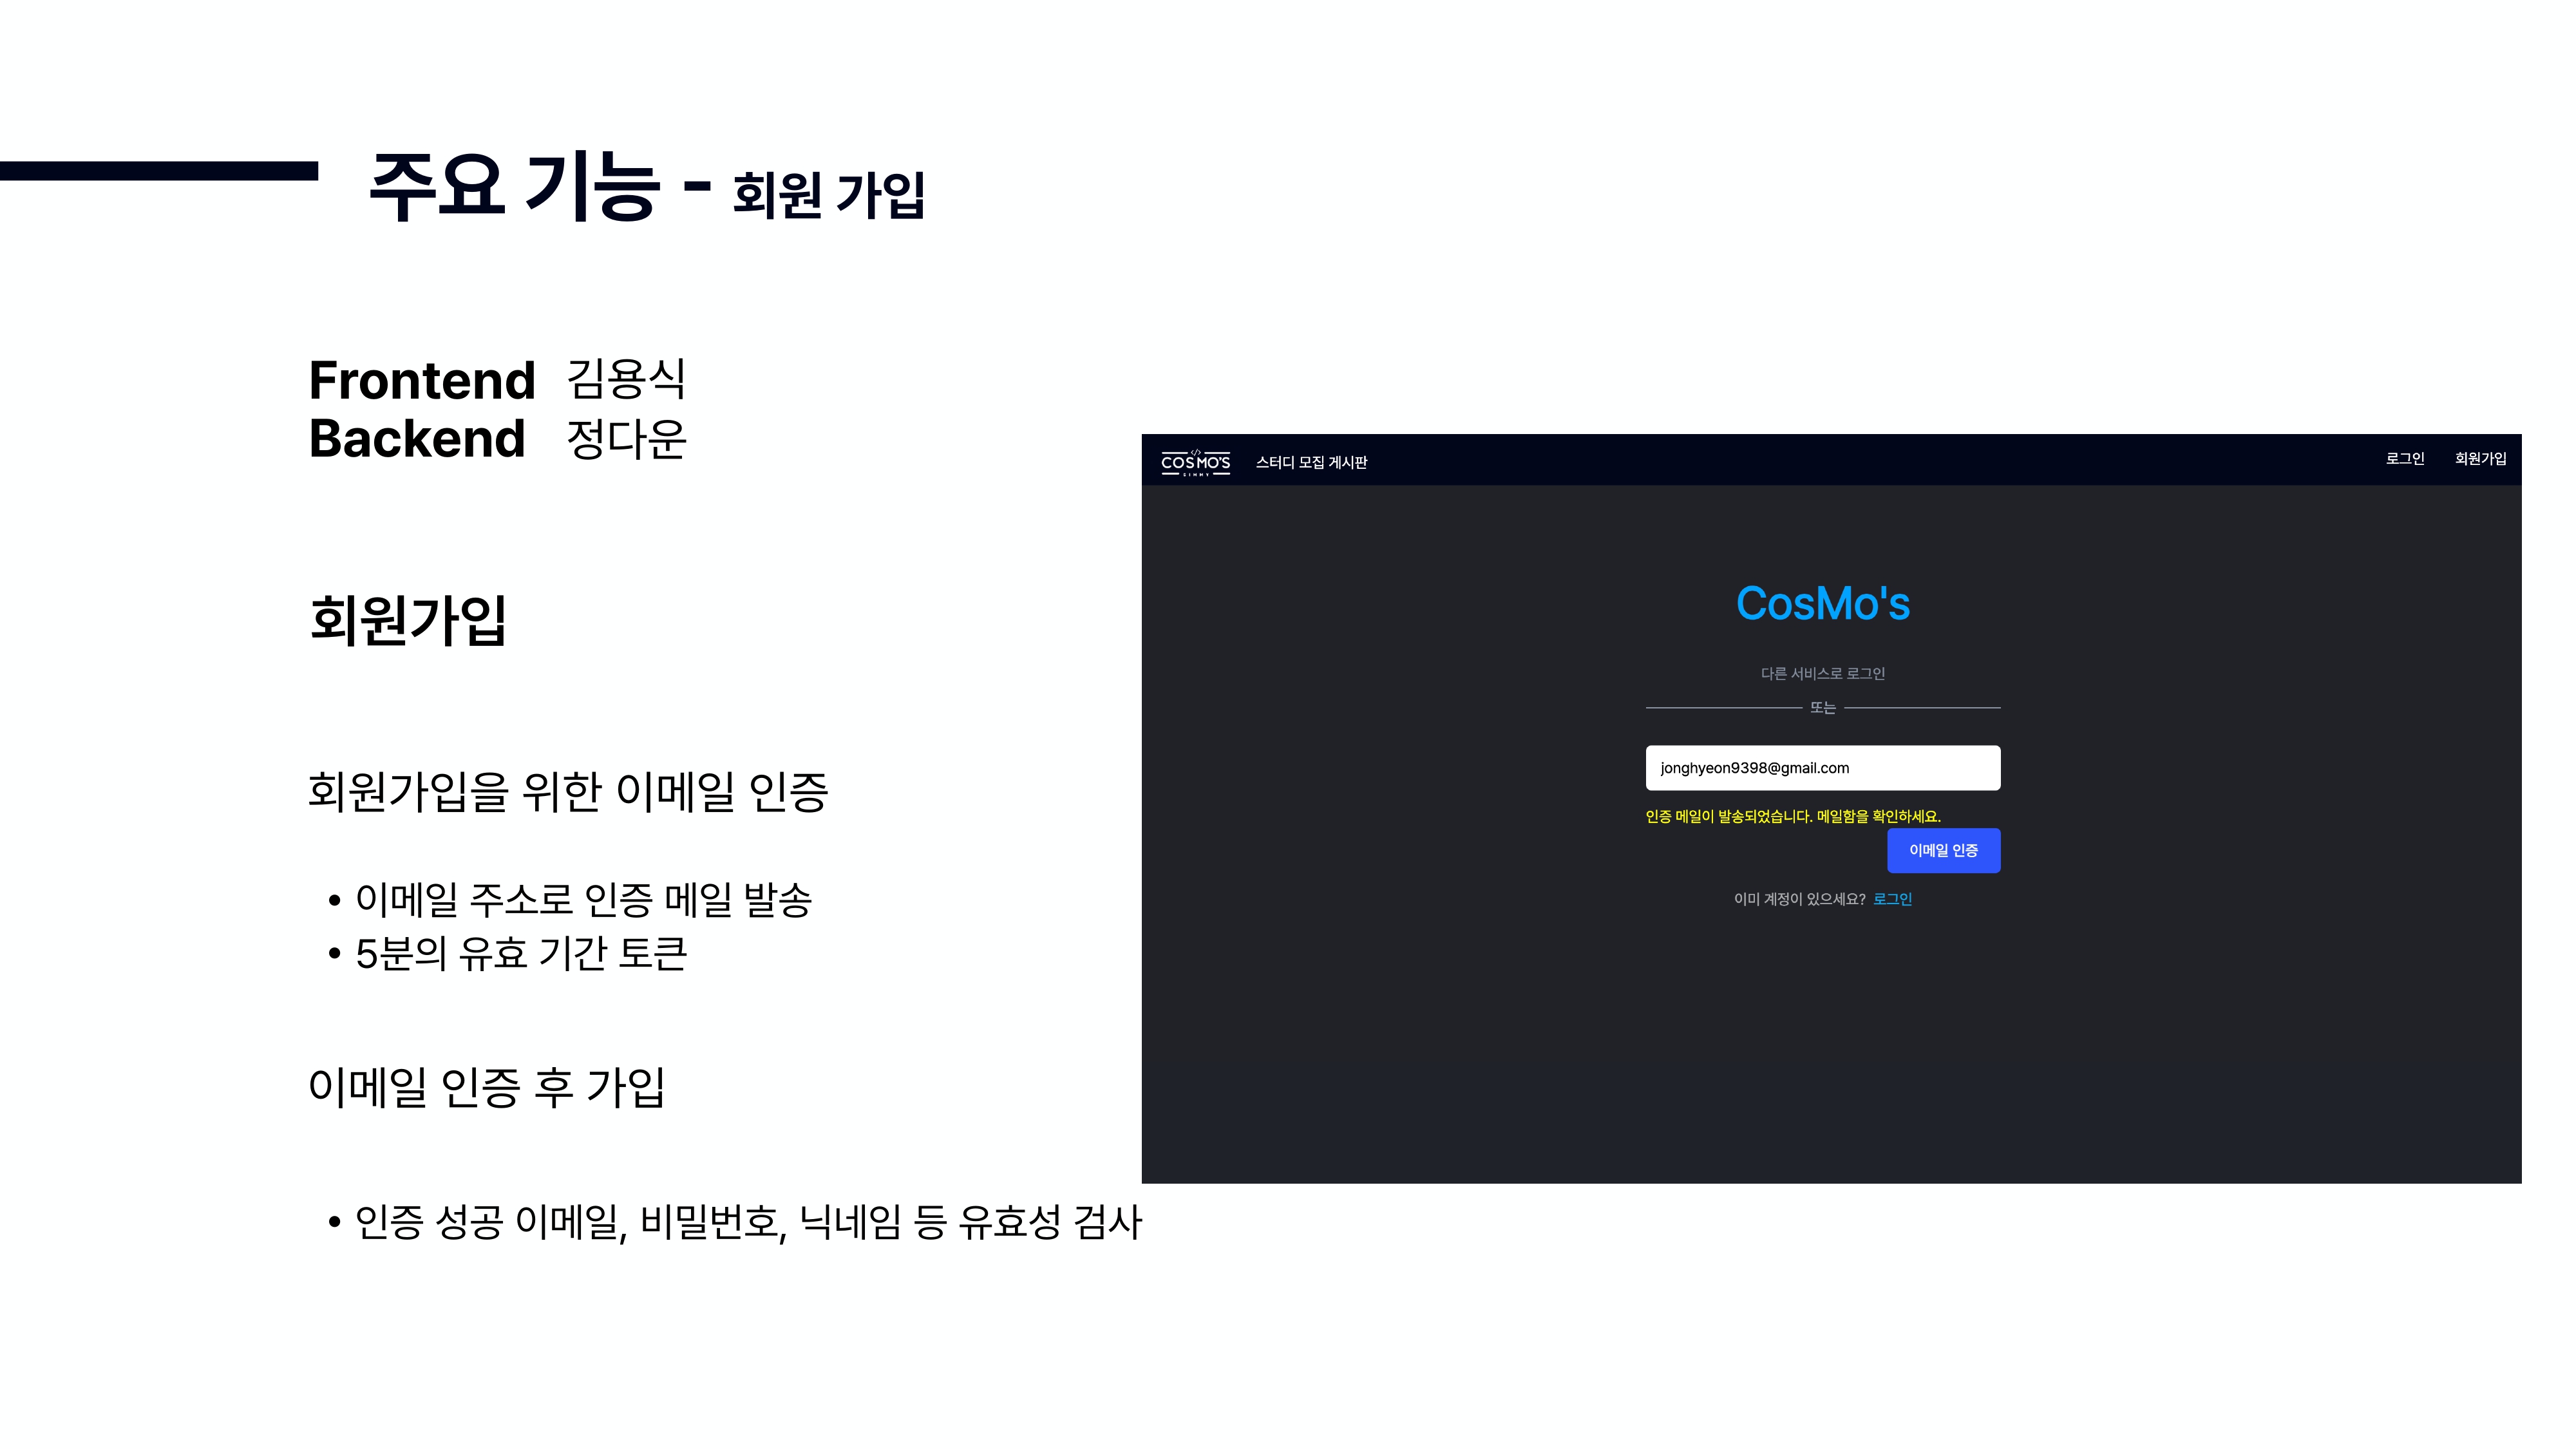 주요 기능 - 회원 가입
Frontend 김용식
Backend 정다운
회원가입
회원가입을 위한 이메일 인증
• 이메일 주소로 인증 메일 발송
• 5분의 유효 기간 토큰
이메일 인증 후 가입
• 인증 성공 이메일, 비밀번호, 닉네임 등 유효성 검사
</>
COSMO'S
GIMMY
스터디 모집 게시판
로그인 회원가입
CosMo's
다른 서비스로 로그인
또는
jonghyeon9398@gmail.com
인증 메일이 발송되었습니다. 메일함을 확인하세요.
이메일 인증
이미 계정이 있으세요? 로그인